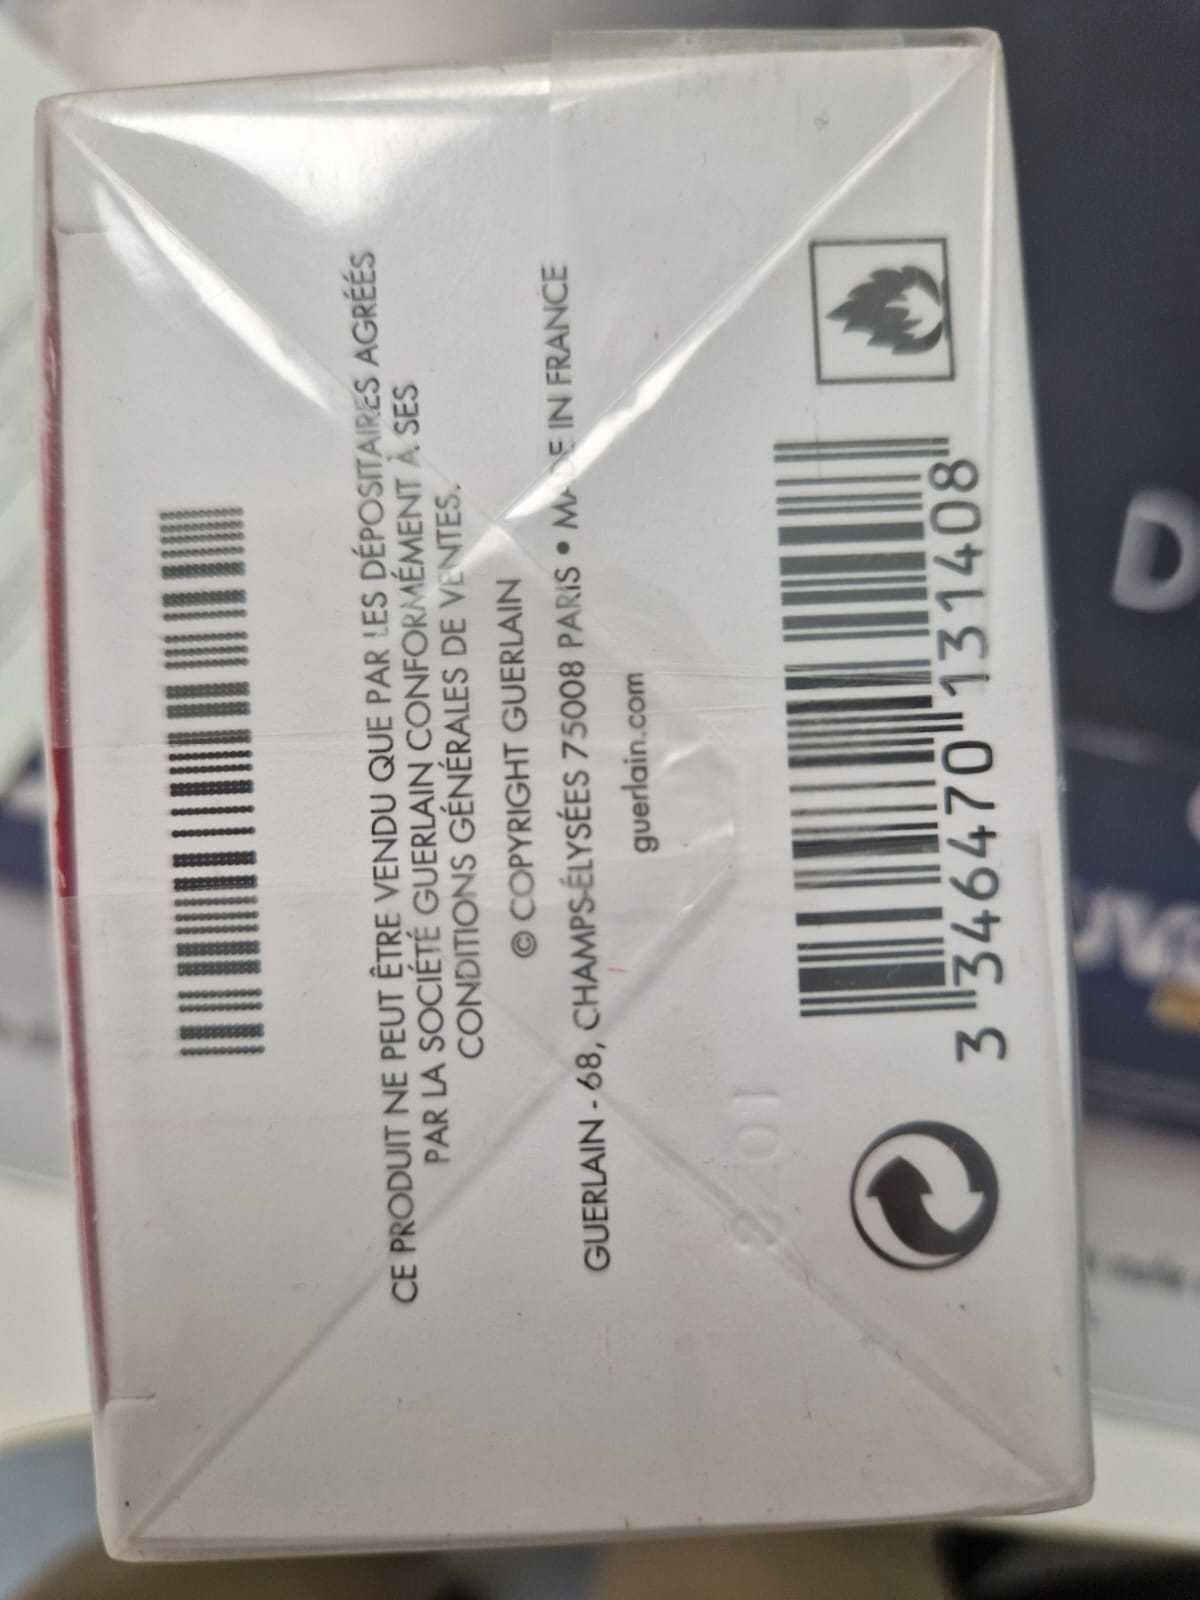 CE PRODUIT NE PEUT ÊTRE VENDU QUE PAR LES DÉPOSITAIRES AGRÉÉS
PAR LA SOCIÉTÉ GUERLAIN CONFORMÉMENT À SES
CONDITIONS GÉNÉRALES DE VENTES.
© COPYRIGHT GUERLAIN
GUERLAIN - 68, CHAMPS-ÉLYSÉES 75008 PARIS • MADE IN FRANCE
guerlain.com
3 346470 131408